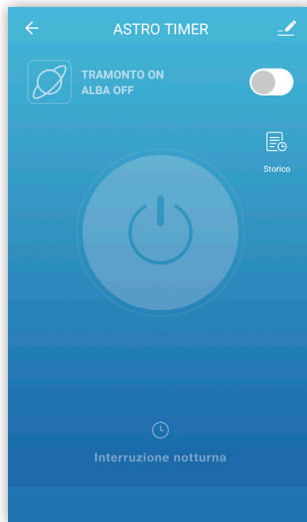 ASTRO TIMER
TRAMONTO ON
ALBA OFF
Storico
Interruzione notturna